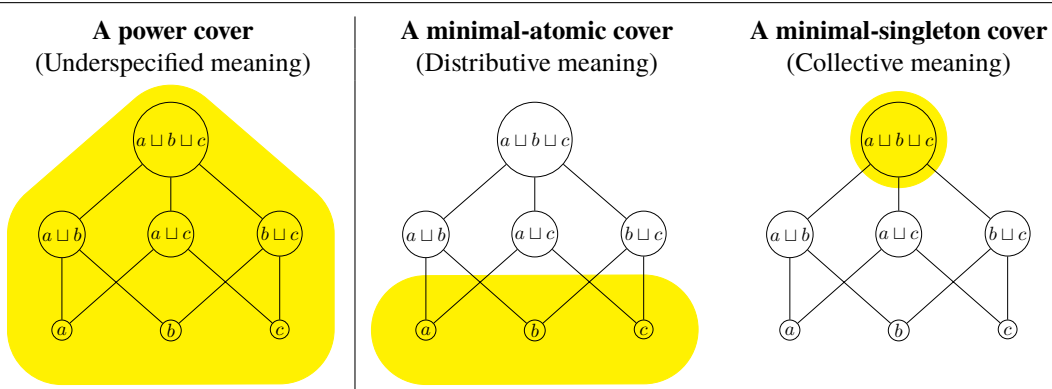 A power cover
(Underspecified meaning)
a ⊔ b ⊔ c
a ⊔ b
a ⊔ c
b ⊔ c
a
b
c
A minimal-atomic cover
(Distributive meaning)
a ⊔ b ⊔ c
a ⊔ b
a ⊔ c
b ⊔ c
a
b
c
A minimal-singleton cover
(Collective meaning)
a ⊔ b ⊔ c
a ⊔ b
a ⊔ c
b ⊔ c
a
b
c